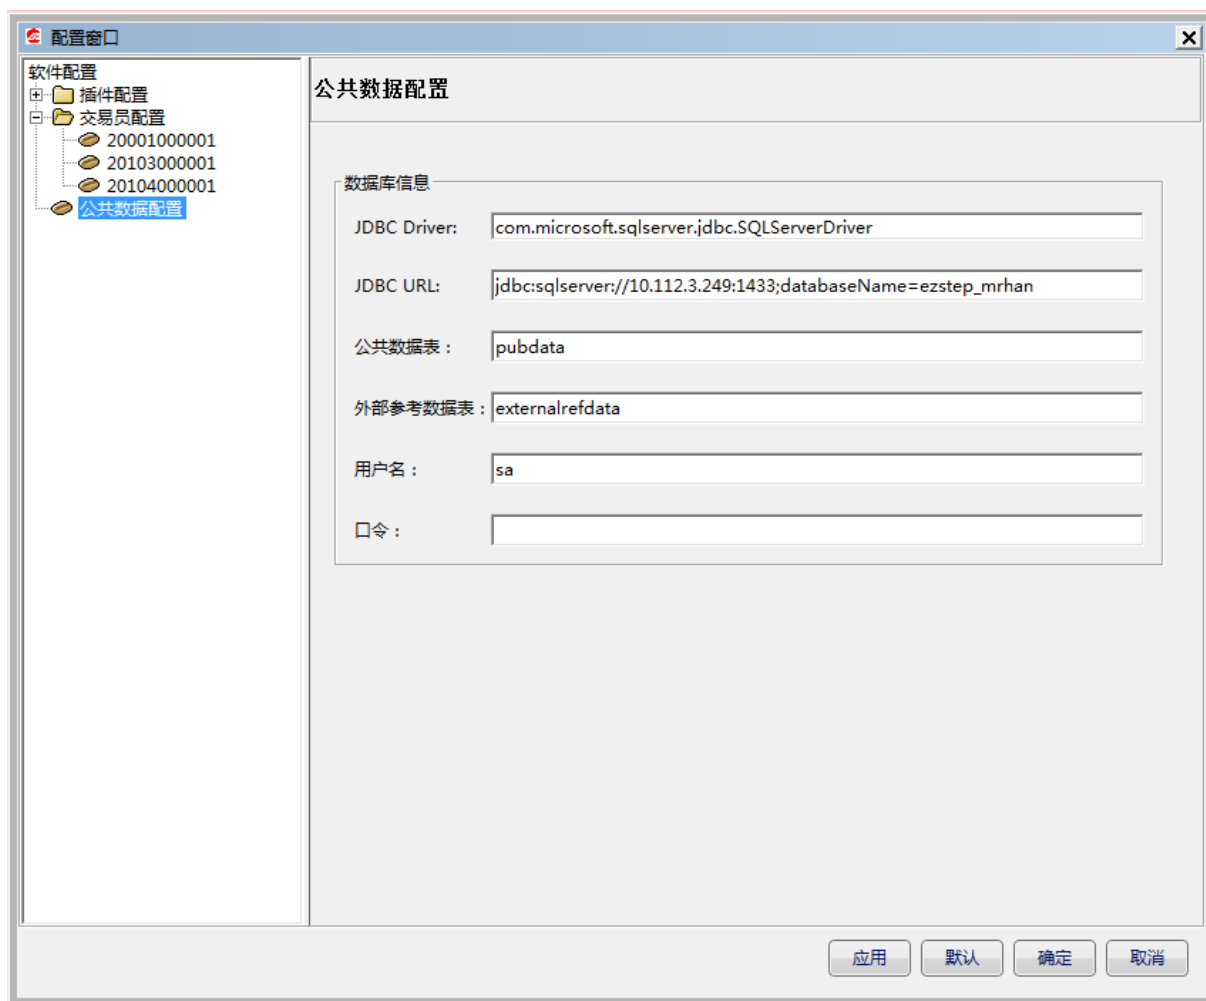 配置窗口
软件配置
插件配置
交易员配置
20001000001
20103000001
20104000001
公共数据配置
公共数据配置
数据库信息
JDBC Driver: com.microsoft.sqlserver.jdbc.SQLServerDriver
JDBC URL: jdbc:sqlserver://10.112.3.249:1433;databaseName=ezstep_mrhan
公共数据表： pubdata
外部参考数据表： externalrefdata
用户名： sa
口令：
应用 默认 确定 取消